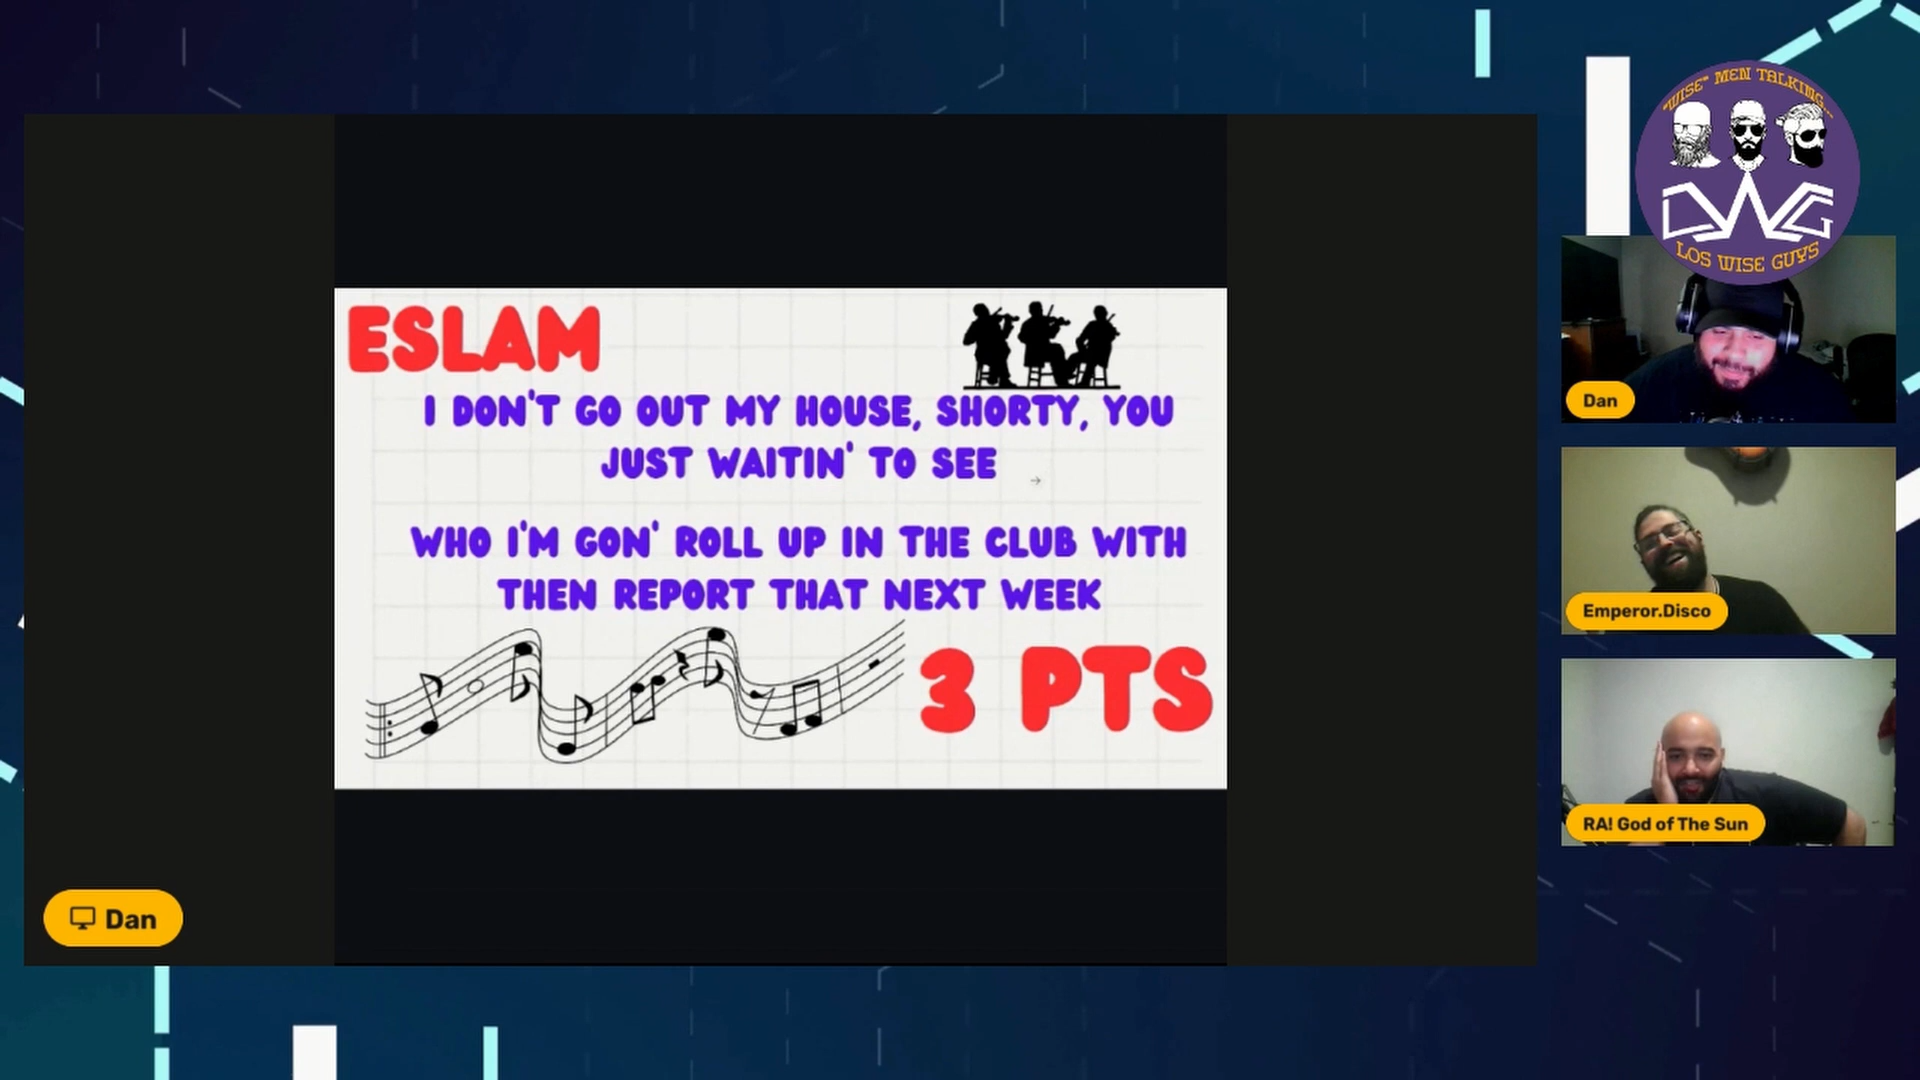 "WISE" MEN TALKING...
LWG
LOS WISE GUYS
ESLAM
I DON'T GO OUT MY HOUSE, SHORTY, YOU
JUST WAITIN' TO SEE
WHO I'M GON' ROLL UP IN THE CLUB WITH
THEN REPORT THAT NEXT WEEK
3 PTS
Dan
Dan
Emperor.Disco
RA! God of The Sun